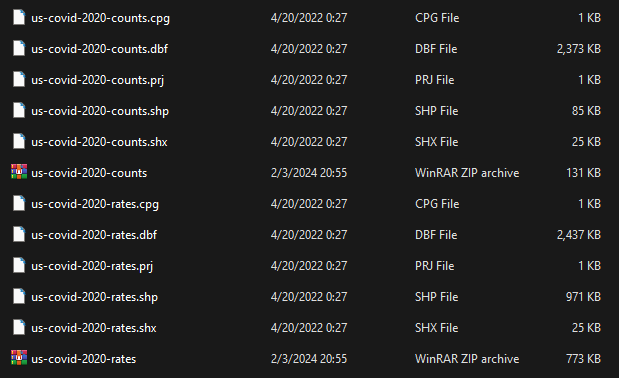 us-covid-2020-counts.cpg 4/20/2022 0:27 CPG File 1 KB
us-covid-2020-counts.dbf 4/20/2022 0:27 DBF File 2,373 KB
us-covid-2020-counts.prj 4/20/2022 0:27 PRJ File 1 KB
us-covid-2020-counts.shp 4/20/2022 0:27 SHP File 85 KB
us-covid-2020-counts.shx 4/20/2022 0:27 SHX File 25 KB
us-covid-2020-counts 2/3/2024 20:55 WinRAR ZIP archive 131 KB
us-covid-2020-rates.cpg 4/20/2022 0:27 CPG File 1 KB
us-covid-2020-rates.dbf 4/20/2022 0:27 DBF File 2,437 KB
us-covid-2020-rates.prj 4/20/2022 0:27 PRJ File 1 KB
us-covid-2020-rates.shp 4/20/2022 0:27 SHP File 971 KB
us-covid-2020-rates.shx 4/20/2022 0:27 SHX File 25 KB
us-covid-2020-rates 2/3/2024 20:55 WinRAR ZIP archive 773 KB